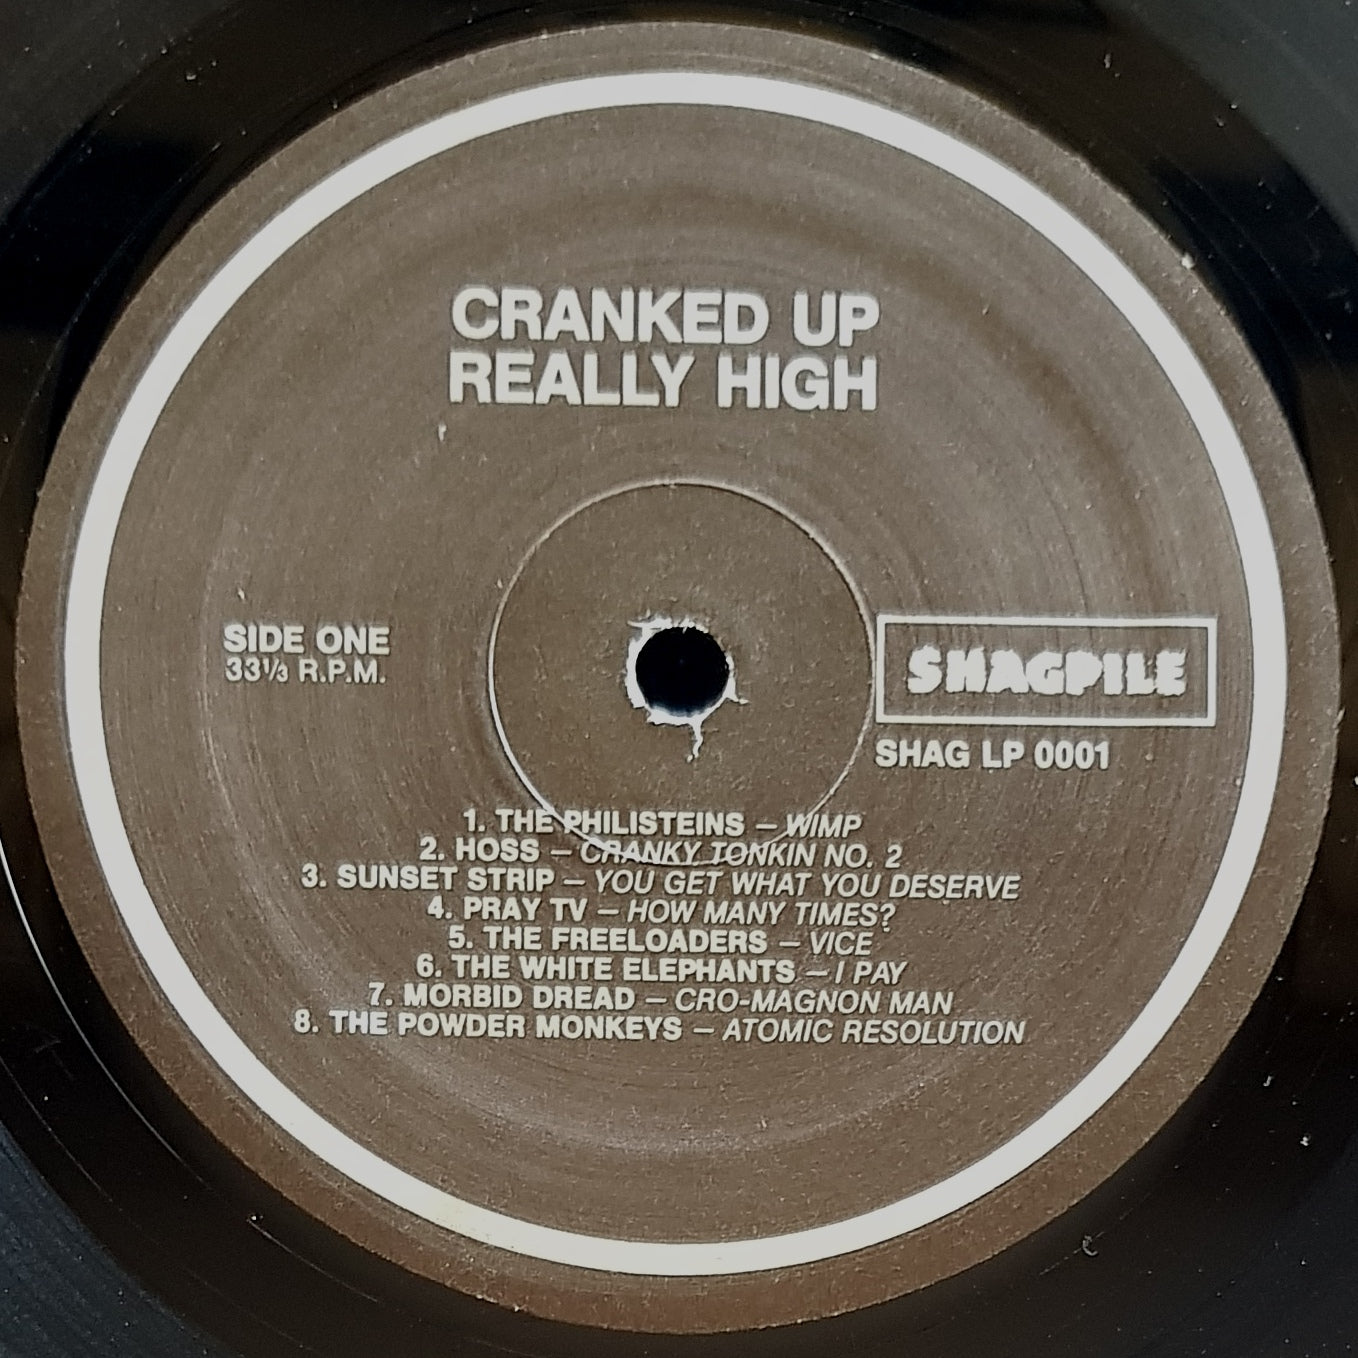 CRANKED UP
REALLY HIGH
SIDE ONE
33⅓ R.P.M.
SHAGPILE
SHAG LP 0001
1. THE PHILISTEINS – WIMP
2. HOSS – CRANKY TONKIN NO. 2
3. SUNSET STRIP – YOU GET WHAT YOU DESERVE
4. PRAY TV – HOW MANY TIMES?
5. THE FREELOADERS – VICE
6. THE WHITE ELEPHANTS – I PAY
7. MORBID DREAD – CRO-MAGNON MAN
8. THE POWDER MONKEYS – ATOMIC RESOLUTION